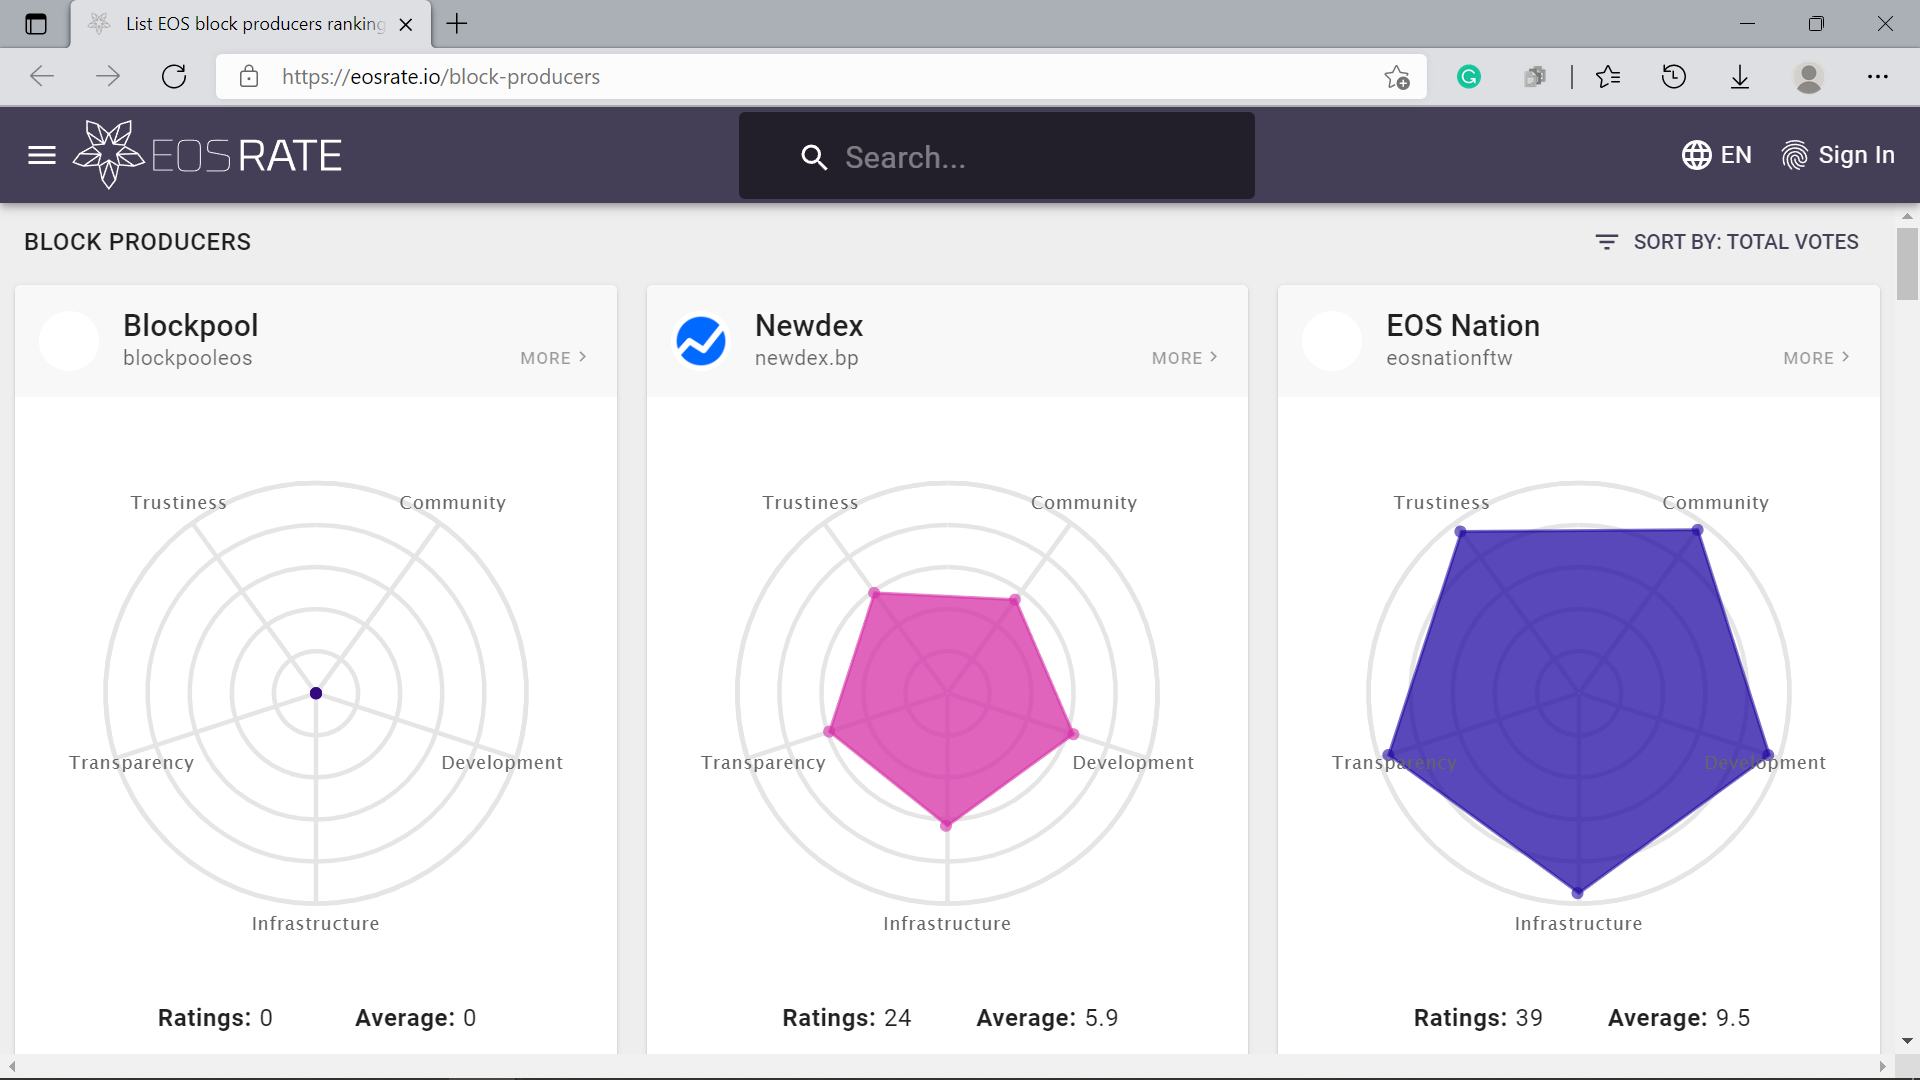 List EOS block producers ranking
https://eosrate.io/block-producers
EOS RATE
Search...
EN
Sign In
BLOCK PRODUCERS
SORT BY: TOTAL VOTES
Blockpool
blockpooleos
MORE
Trustiness
Community
Transparency
Development
Infrastructure
Ratings: 0
Average: 0
Newdex
newdex.bp
MORE
Trustiness
Community
Transparency
Development
Infrastructure
Ratings: 24
Average: 5.9
EOS Nation
eosnationftw
MORE
Trustiness
Community
Transparency
Development
Infrastructure
Ratings: 39
Average: 9.5